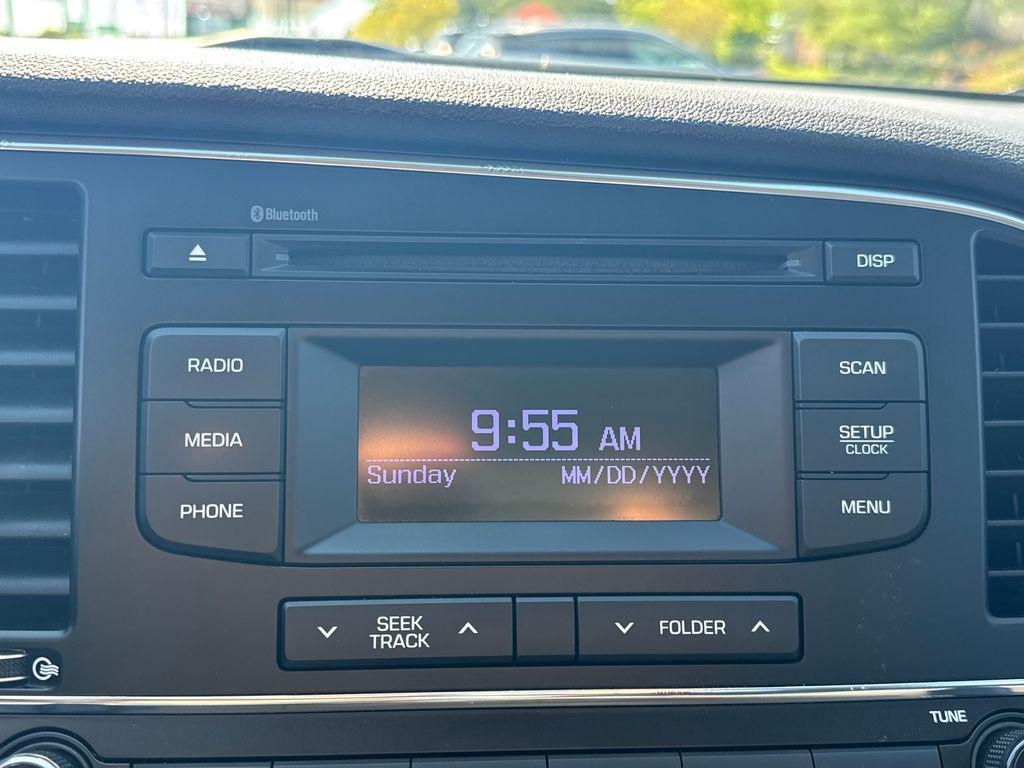 Bluetooth
DISP
RADIO
SCAN
9:55 AM
MEDIA
SETUP
CLOCK
Sunday MM/DD/YYYY
PHONE
MENU
SEEK
TRACK
FOLDER
TUNE